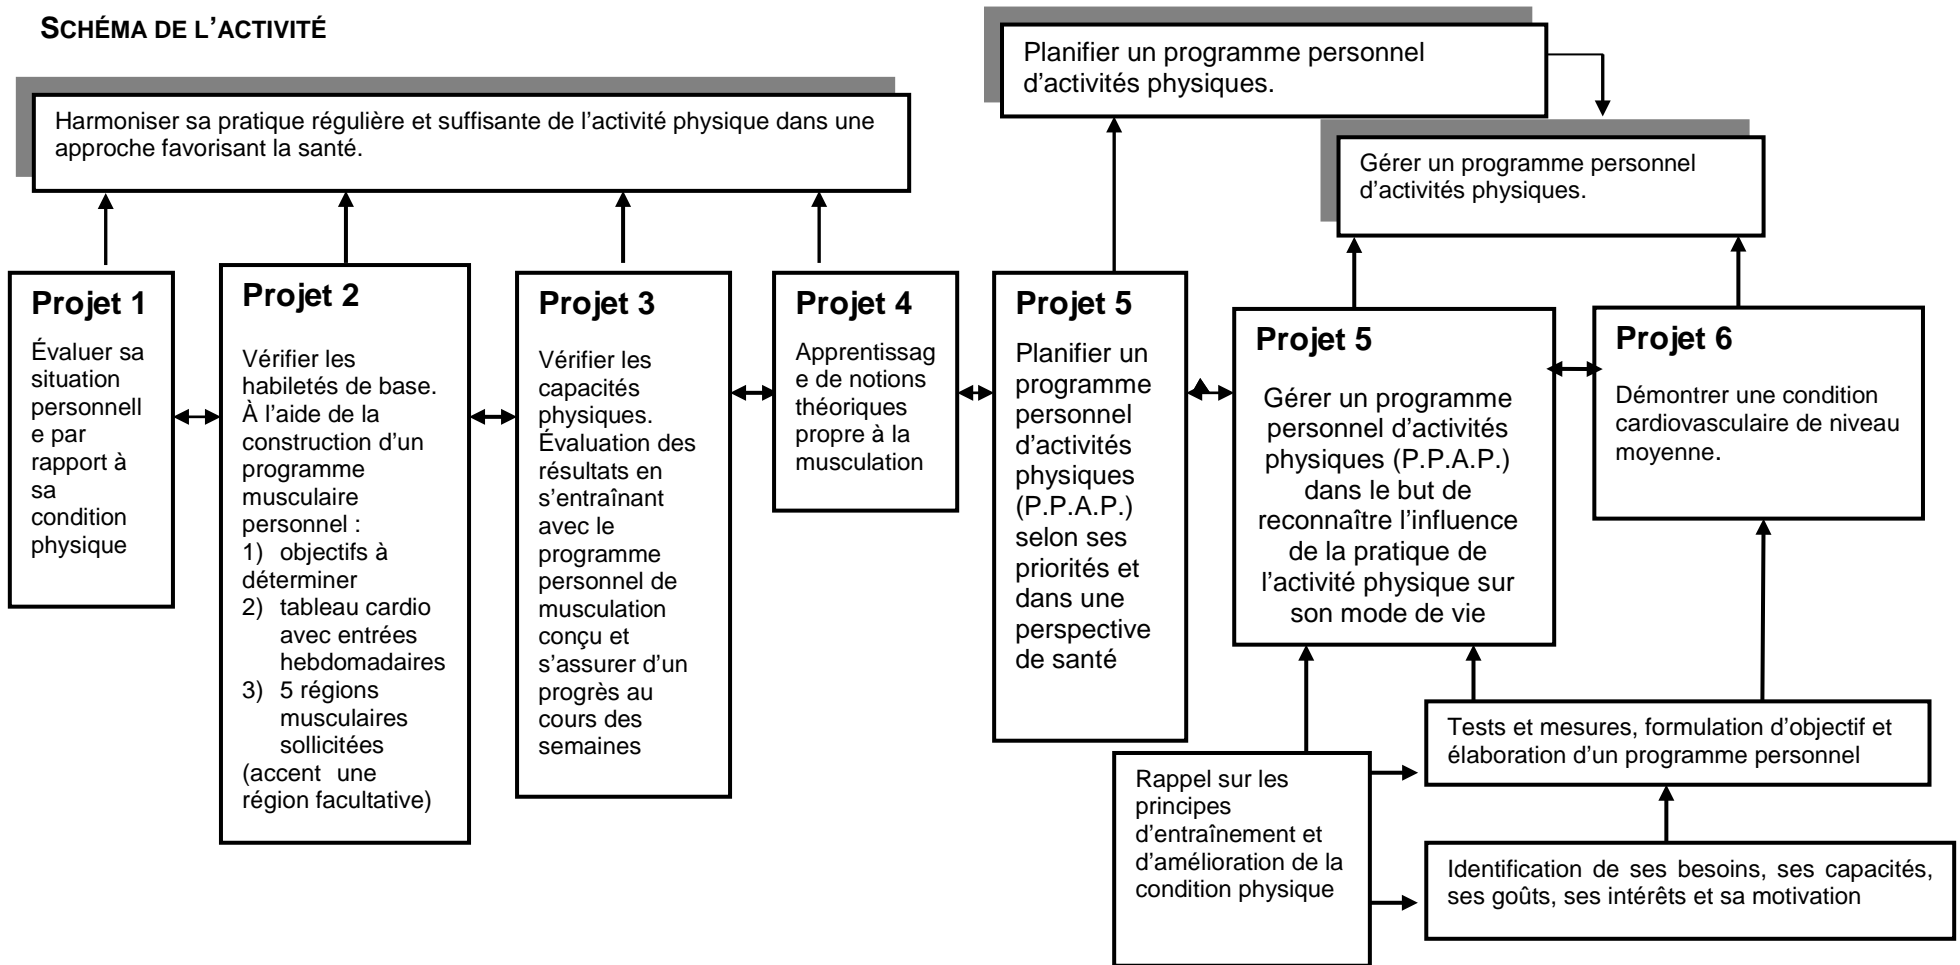 SCHÉMA DE L’ACTIVITÉ
Planifier un programme personnel
d’activités physiques.
Harmoniser sa pratique régulière et suffisante de l’activité physique dans une
approche favorisant la santé.
Gérer un programme personnel
d’activités physiques.
Projet 1
Évaluer sa
situation
personnell
e par
rapport à
sa
condition
physique
Projet 2
Vérifier les
habiletés de base.
À l’aide de la
construction d’un
programme
musculaire
personnel :
1) objectifs à
déterminer
2) tableau cardio
avec entrées
hebdomadaires
3) 5 régions
musculaires
sollicitées
(accent une
région facultative)
Projet 3
Vérifier les
capacités
physiques.
Évaluation des
résultats en
s’entraînant
avec le
programme
personnel de
musculation
conçu et
s’assurer d’un
progrès au
cours des
semaines
Projet 4
Apprentissag
e de notions
théoriques
propre à la
musculation
Projet 5
Planifier un
programme
personnel
d’activités
physiques
(P.P.A.P.)
selon ses
priorités et
dans une
perspective
de santé
Projet 5
Gérer un programme
personnel d’activités
physiques (P.P.A.P.)
dans le but de
reconnaître l’influence
de la pratique de
l’activité physique sur
son mode de vie
Projet 6
Démontrer une condition
cardiovasculaire de niveau
moyenne.
Tests et mesures, formulation d’objectif et
élaboration d’un programme personnel
Rappel sur les
principes
d’entraînement et
d’amélioration de la
condition physique
Identification de ses besoins, ses capacités,
ses goûts, ses intérêts et sa motivation